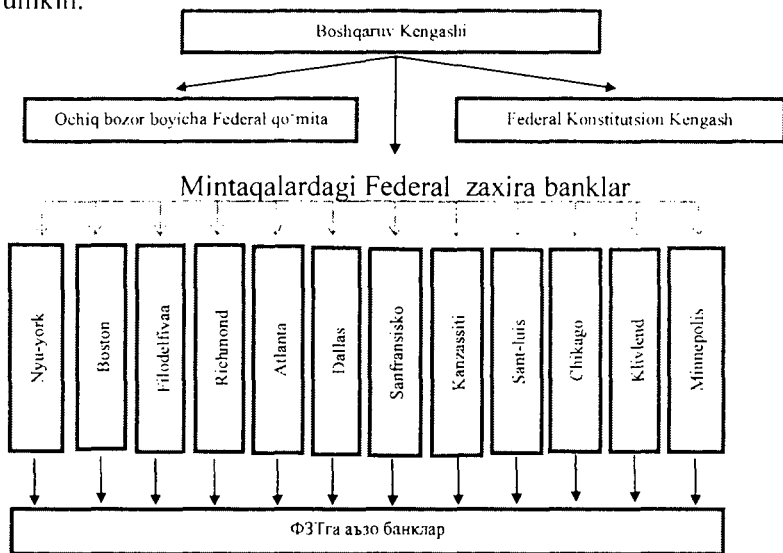 umkin.
Boshqaruv Kengashi
Ochiq bozor boyicha Federal qo'mita
Federal Konstitutsion Kengash
Mintaqalardagi Federal zaxira banklar
Nyu-york
Boston
Filodelfiyaa
Richmond
Atlanta
Dallas
Sanfransisko
Kanzassiti
Sant-luis
Chikago
Klivlend
Minnepolis
ФЗТга аъзо банклар